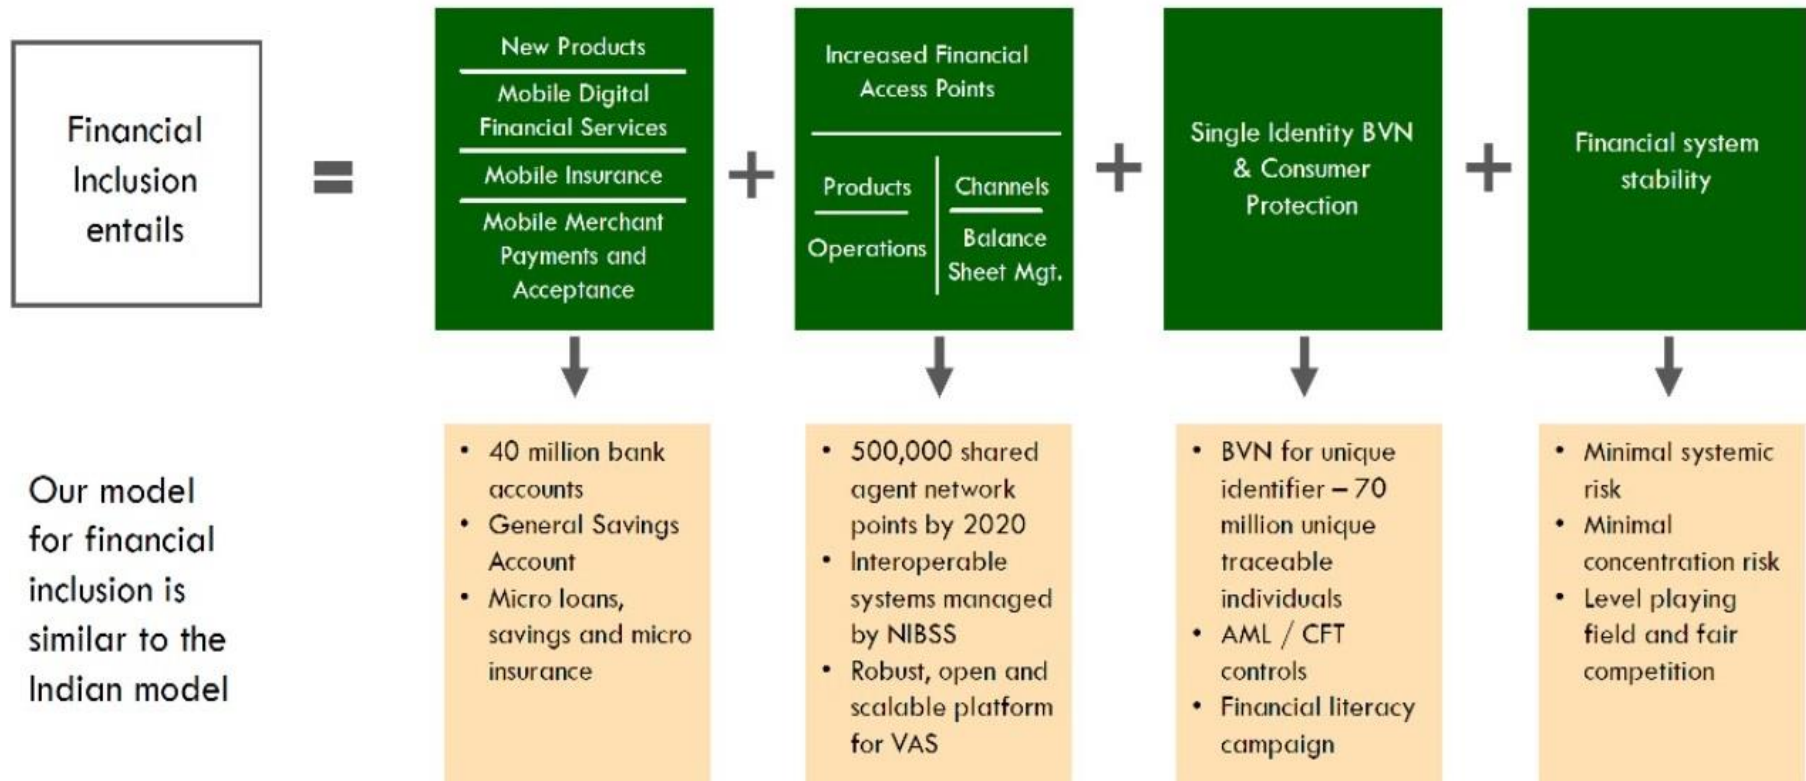 Financial
Inclusion
entails
=
New Products
Mobile Digital
Financial Services
Mobile Insurance
Mobile Merchant
Payments and
Acceptance
+
Increased Financial
Access Points
Products
Operations
Channels
Balance
Sheet Mgt.
+
Single Identity BVN
& Consumer
Protection
+
Financial system
stability
Our model
for financial
inclusion is
similar to the
Indian model
• 40 million bank
accounts
• General Savings
Account
• Micro loans,
savings and micro
insurance
• 500,000 shared
agent network
points by 2020
• Interoperable
systems managed
by NIBSS
• Robust, open and
scalable platform
for VAS
• BVN for unique
identifier – 70
million unique
traceable
individuals
• AML / CFT
controls
• Financial literacy
campaign
• Minimal systemic
risk
• Minimal
concentration risk
• Level playing
field and fair
competition